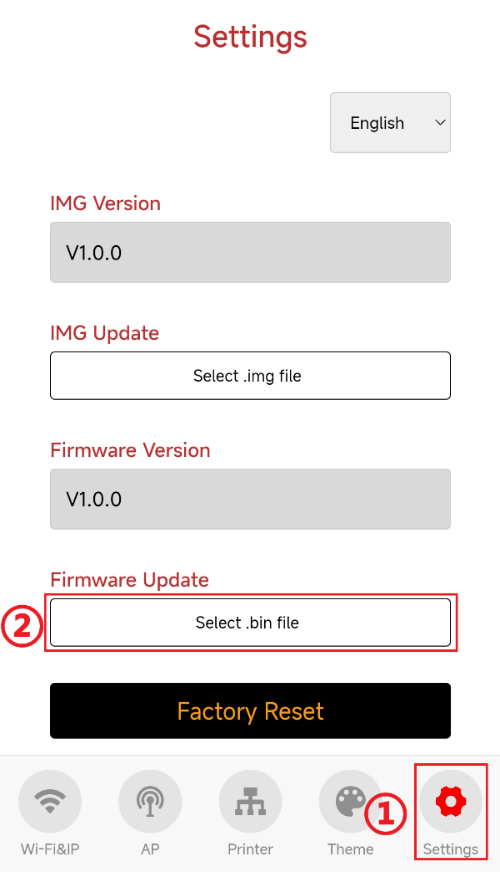 Settings
English
IMG Version
V1.0.0
IMG Update
Select .img file
Firmware Version
V1.0.0
Firmware Update
② Select .bin file
Factory Reset
①
Wi-Fi&IP AP Printer Theme Settings